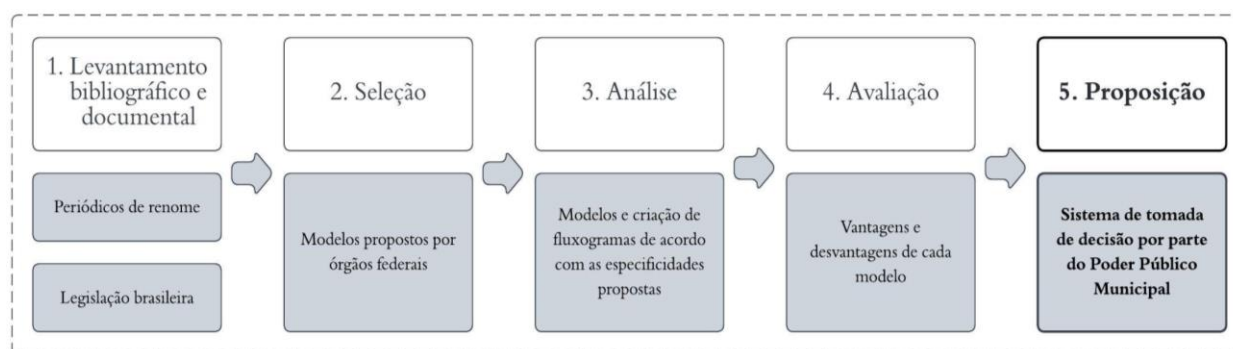 1. Levantamento
bibliográfico e
documental
Periódicos de renome
Legislação brasileira
2. Seleção
Modelos propostos por
órgãos federais
3. Análise
Modelos e criação de
fluxogramas de acordo
com as especificidades
propostas
4. Avaliação
Vantagens e
desvantagens de cada
modelo
5. Proposição
Sistema de tomada
de decisão por parte
do Poder Público
Municipal